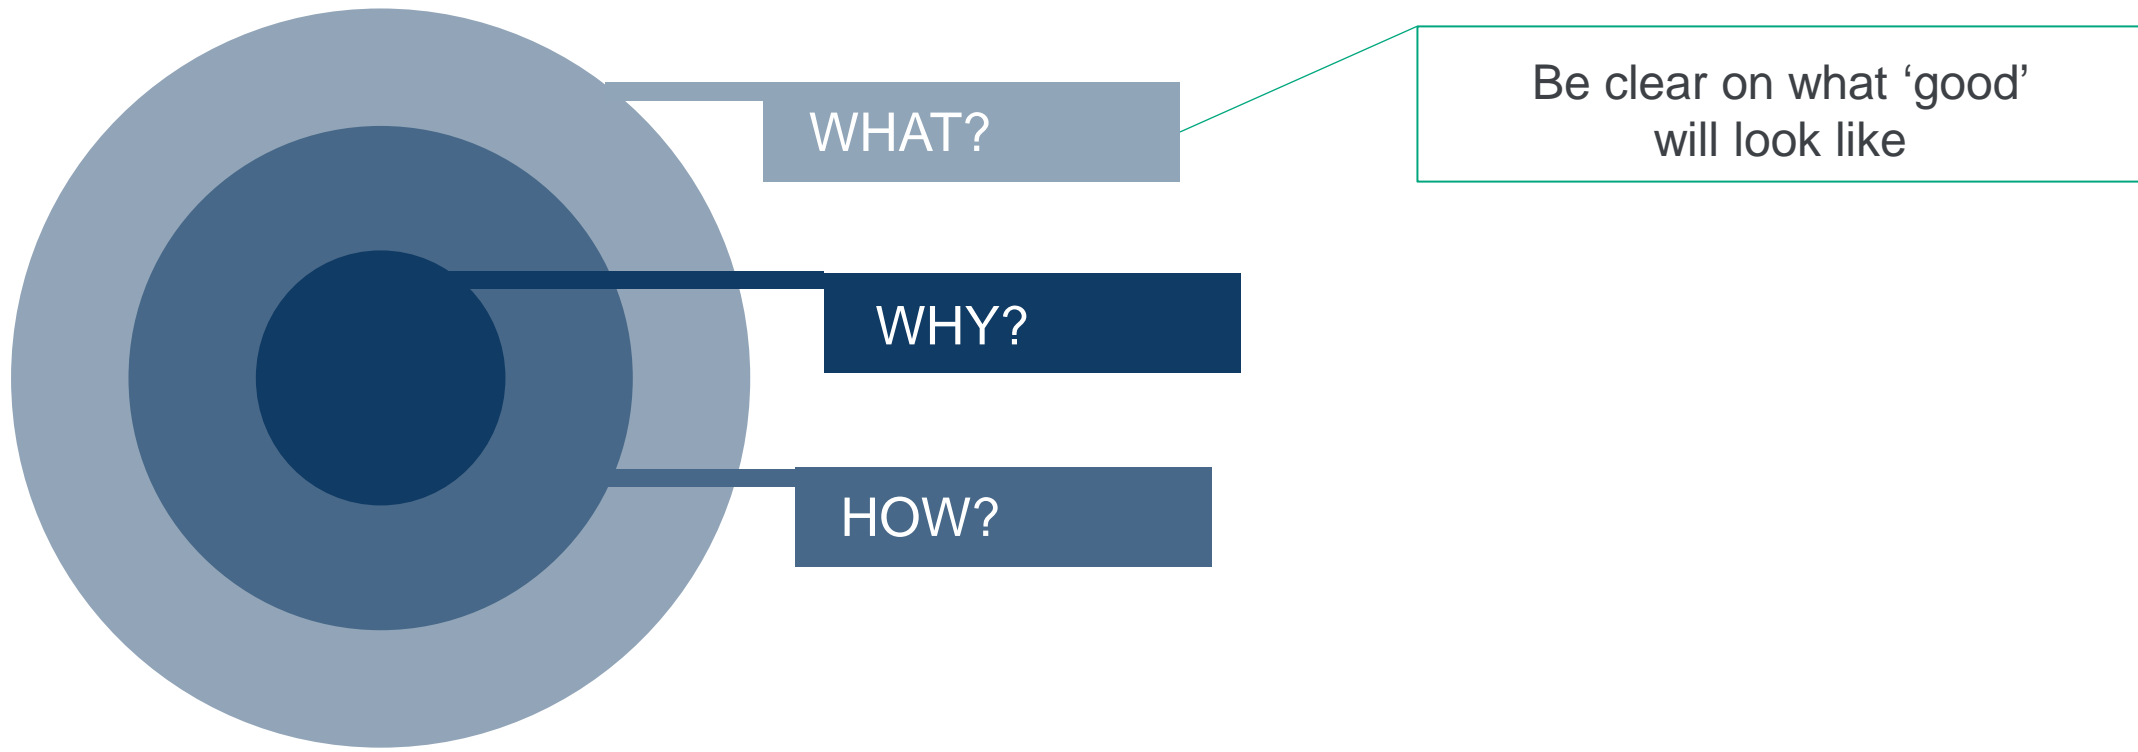 WHAT?
Be clear on what ‘good’
will look like
WHY?
HOW?